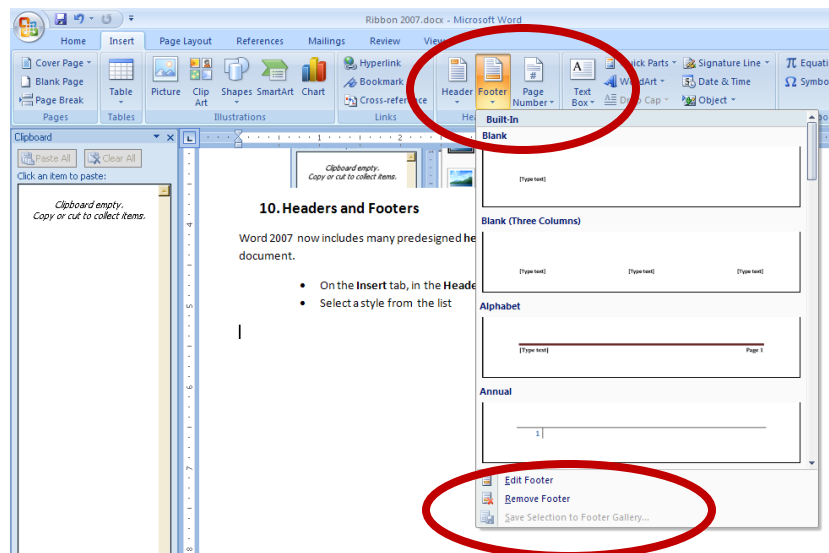 Ribbon 2007.docx - Microsoft Word
Home Insert Page Layout References Mailings Review
Cover Page
Blank Page
Page Break
Pages
Table
Tables
Picture Clip Art Shapes SmartArt Chart
Illustrations
Hyperlink
Bookmark
Cross-reference
Links
Header Footer Page Number
Text Box
Quick Parts
WordArt
Drop Cap
Signature Line
Date & Time
Object
Clipboard
Paste All Clear All
Click an item to paste:
Clipboard empty.
Copy or cut to collect items.
Clipboard empty.
Copy or cut to collect items.
10. Headers and Footers
Word 2007 now includes many predesigned he
document.
• On the Insert tab, in the Heade
• Select a style from the list
Built-In
Blank
[Type text]
Blank (Three Columns)
[Type text] [Type text] [Type text]
Alphabet
[Type text] Page 1
Annual
1
Edit Footer
Remove Footer
Save Selection to Footer Gallery...